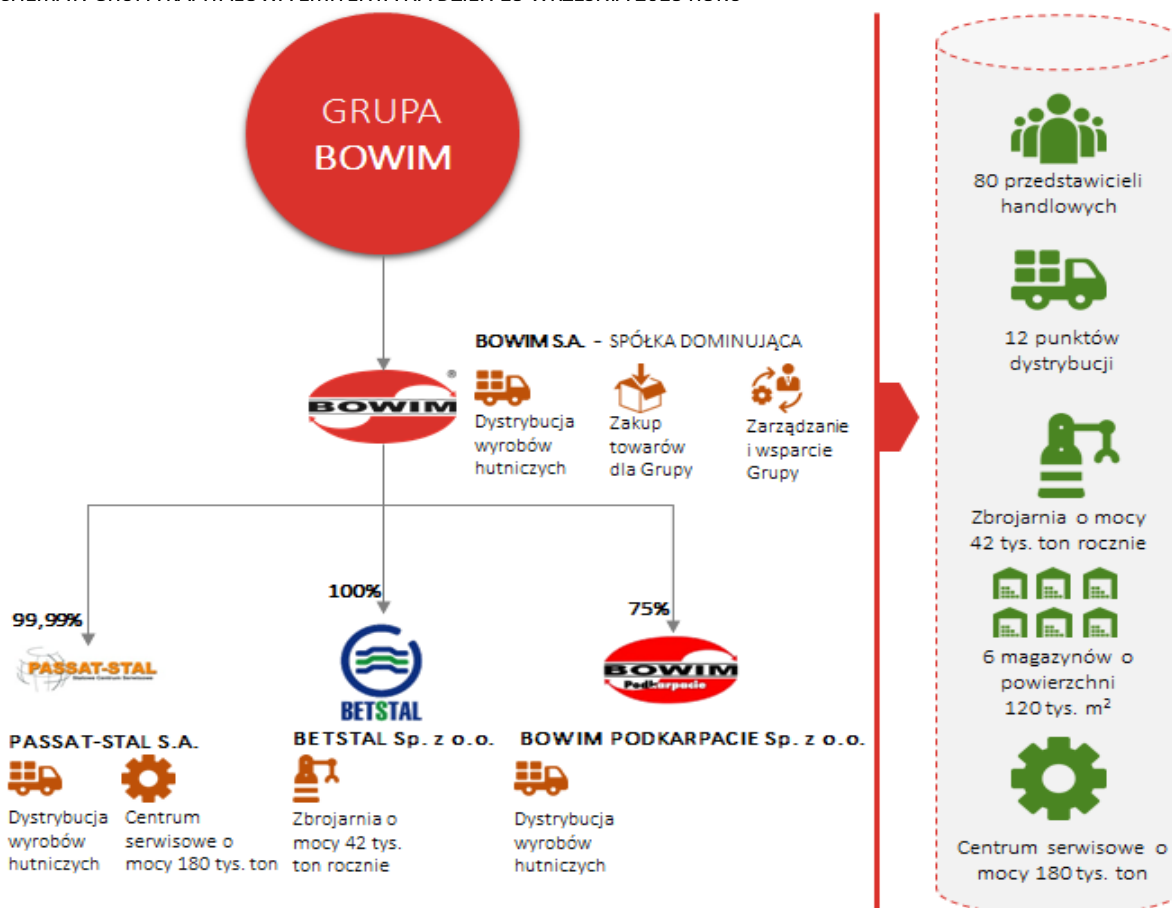 GRUPA
BOWIM
BOWIM S.A. – SPÓŁKA DOMINUJĄCA
BOWIM
®
Dystrybucja
wyrobów
hutniczych
Zakup
towarów
dla Grupy
Zarządzanie
i wsparcie
Grupy
99,99%
100%
75%
PASSAT-STAL
Stalowe Centrum Serwisowe
BETSTAL
BOWIM
Podkarpacie
PASSAT-STAL S.A.
Dystrybucja
wyrobów
hutniczych
Centrum
serwisowe o
mocy 180 tys. ton
BETSTAL Sp. z o.o.
Zbrojarnia o
mocy 42 tys.
ton rocznie
BOWIM PODKARPACIE Sp. z o.o.
Dystrybucja
wyrobów
hutniczych
80 przedstawicieli
handlowych
12 punktów
dystrybucji
Zbrojarnia o mocy
42 tys. ton rocznie
6 magazynów o
powierzchni
120 tys. m²
Centrum serwisowe o
mocy 180 tys. ton